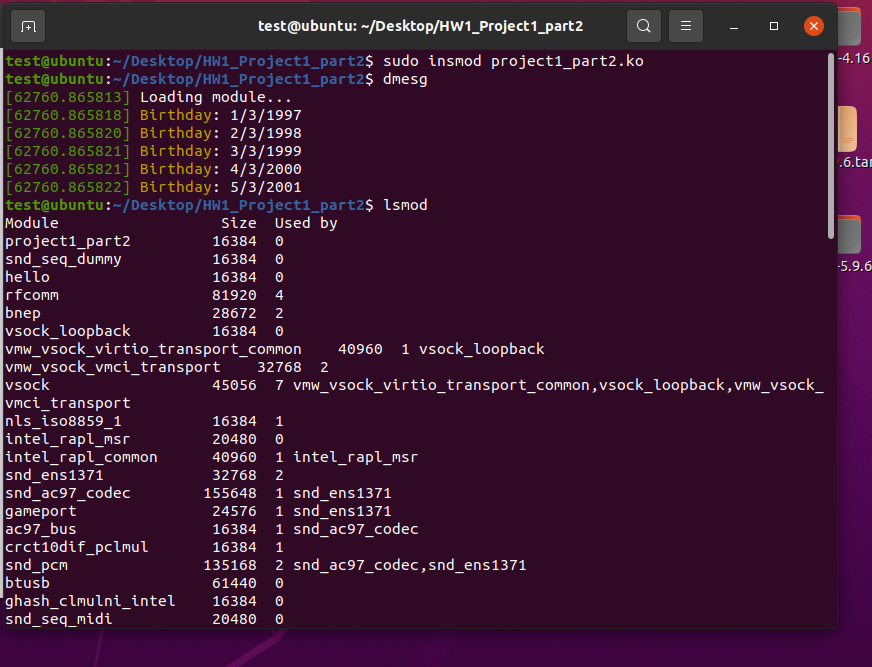 test@ubuntu: ~/Desktop/HW1_Project1_part2
test@ubuntu:~/Desktop/HW1_Project1_part2$ sudo insmod project1_part2.ko
test@ubuntu:~/Desktop/HW1_Project1_part2$ dmesg
[62760.865813] Loading module...
[62760.865818] Birthday: 1/3/1997
[62760.865820] Birthday: 2/3/1998
[62760.865821] Birthday: 3/3/1999
[62760.865821] Birthday: 4/3/2000
[62760.865822] Birthday: 5/3/2001
test@ubuntu:~/Desktop/HW1_Project1_part2$ lsmod
Module                  Size  Used by
project1_part2         16384  0
snd_seq_dummy          16384  0
hello                  16384  0
rfcomm                 81920  4
bnep                   28672  2
vsock_loopback         16384  0
vmw_vsock_virtio_transport_common    40960  1 vsock_loopback
vmw_vsock_vmci_transport    32768  2
vsock                  45056  7 vmw_vsock_virtio_transport_common,vsock_loopback,vmw_vsock_
vmci_transport
nls_iso8859_1          16384  1
intel_rapl_msr         20480  0
intel_rapl_common      40960  1 intel_rapl_msr
snd_ens1371            32768  2
snd_ac97_codec        155648  1 snd_ens1371
gameport               24576  1 snd_ens1371
ac97_bus               16384  1 snd_ac97_codec
crct10dif_pclmul       16384  1
snd_pcm               135168  2 snd_ac97_codec,snd_ens1371
btusb                  61440  0
ghash_clmulni_intel    16384  0
snd_seq_midi           20480  0
-4.16
.6.tar
-5.9.6